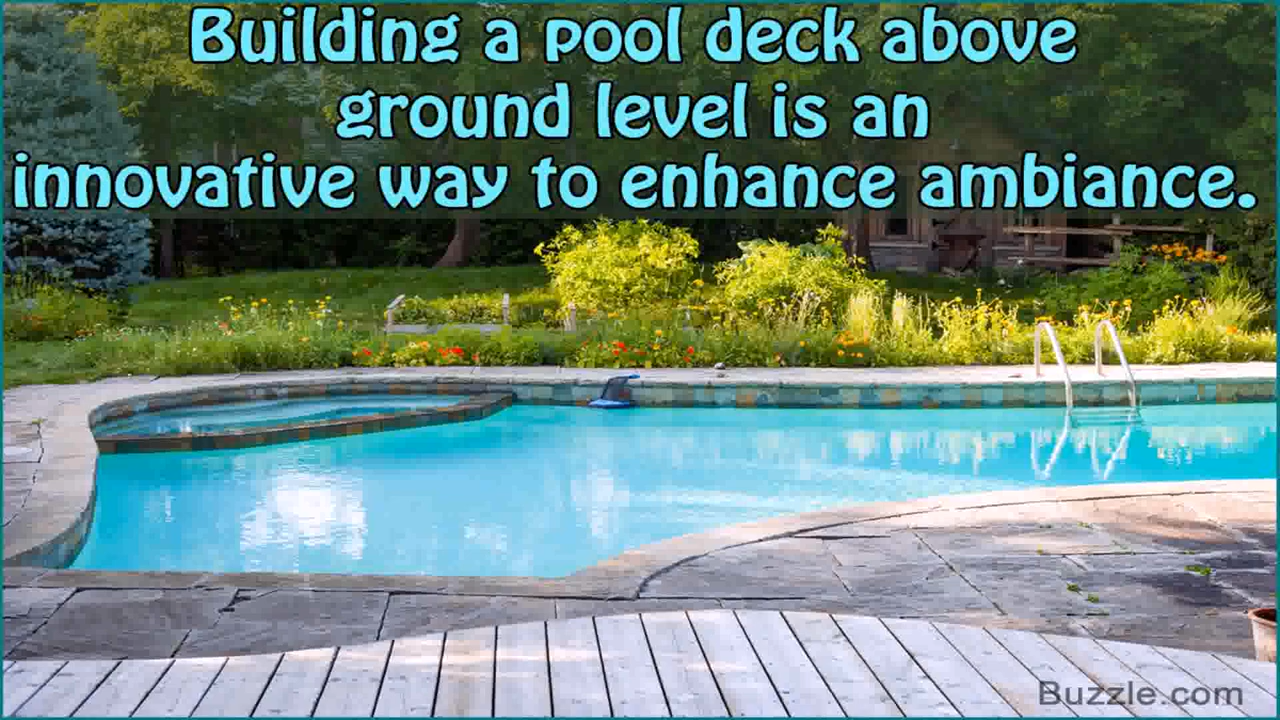 Building a pool deck above
ground level is an
innovative way to enhance ambiance.
Buzzle.com